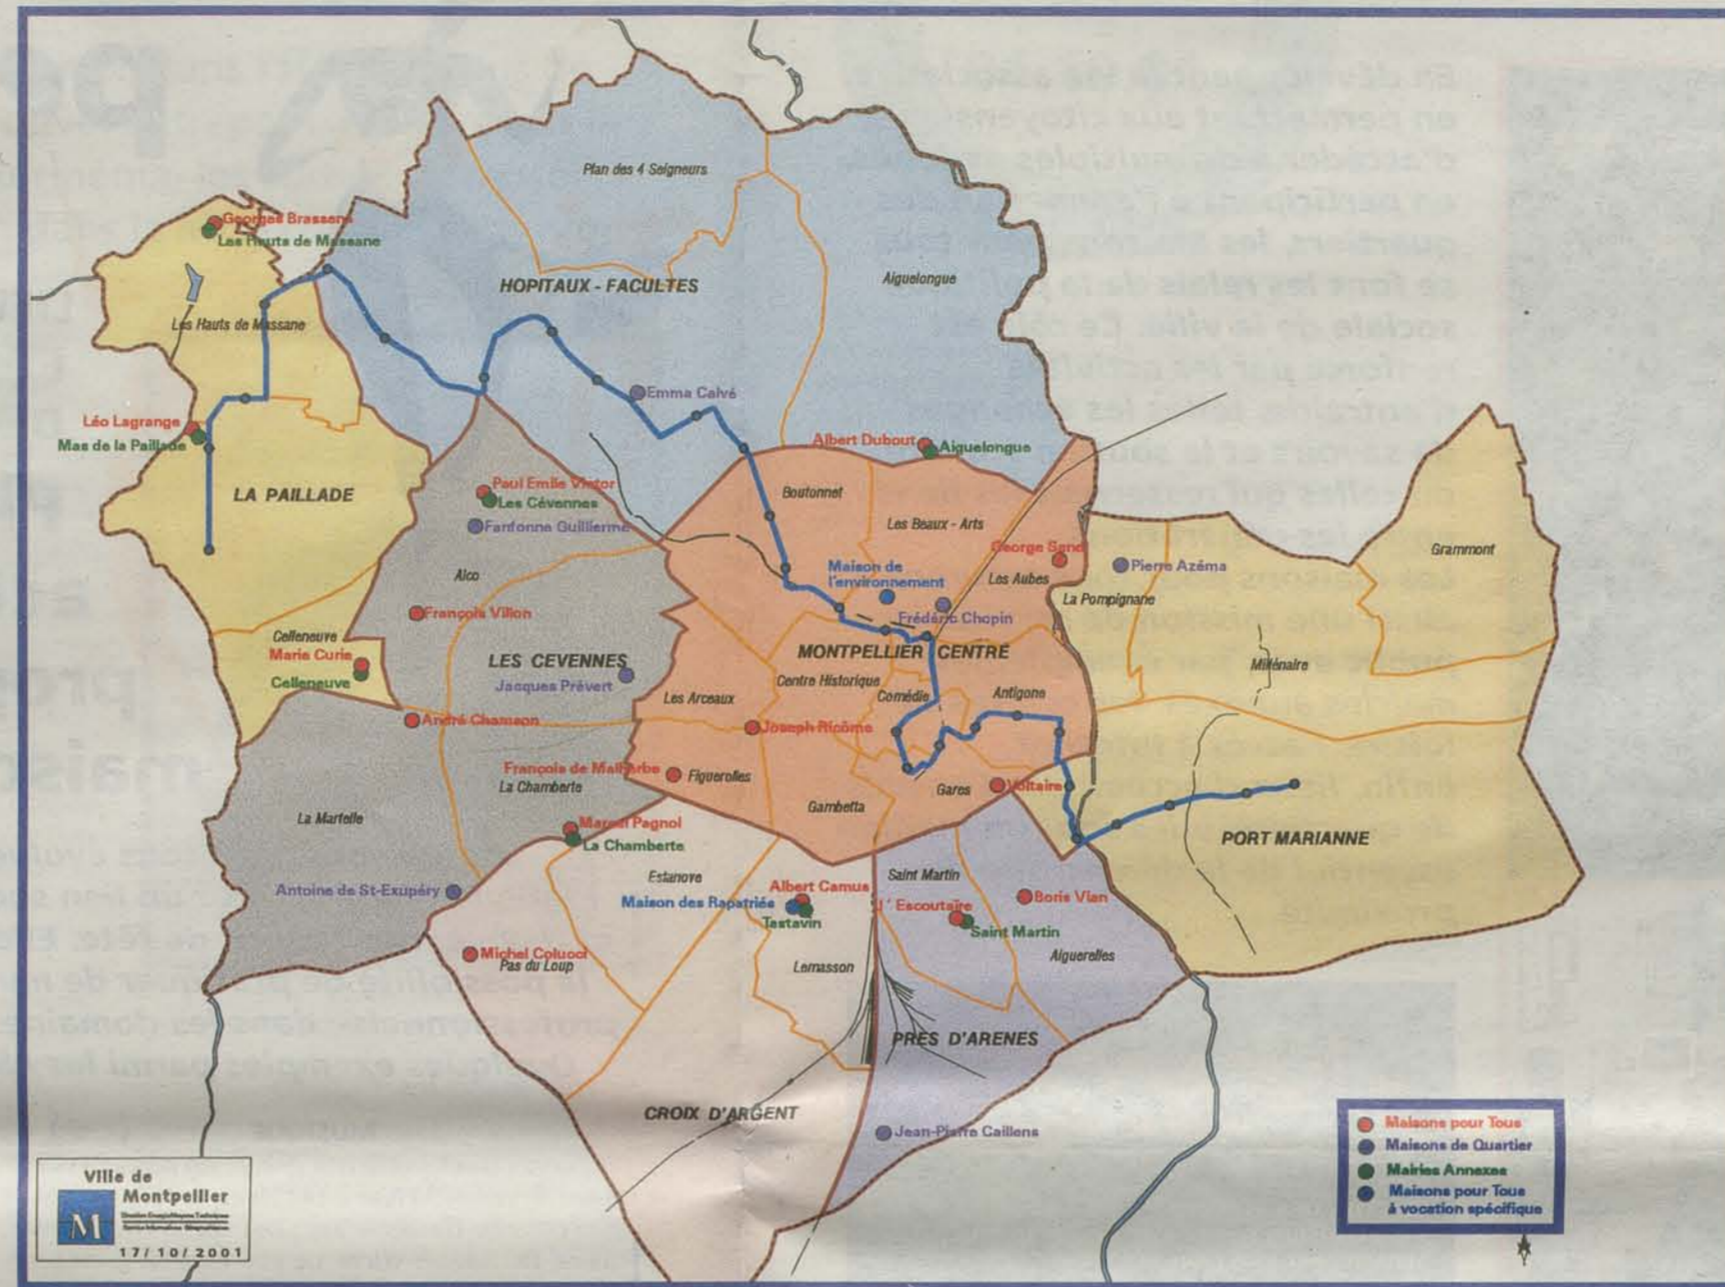 Plan des 4 Seigneurs
HOPITAUX - FACULTES
Aiguelongue
Georges Brassens
Les Hauts de Massane
Les Hauts de Massane
Emma Calvé
Léo Lagrange
Mas de la Paillade
LA PAILLADE
Albert Dubout
Aiguelongue
Paul Emile Victor
Les Cévennes
Fanfonne Guillierme
Boutonnet
Les Beaux - Arts
George Sand
Les Aubes
Grammont
Pierre Azéma
La Pompignane
Alco
Maison de
l'environnement
Frédéric Chopin
François Villon
Celleneuve
Marie Curie
Celleneuve
LES CEVENNES
Jacques Prévert
MONTPELLIER CENTRE
Centre Historique
Comédie
Antigone
Millénaire
Les Arceaux
André Chamson
Joseph Ricôme
François de Malherbe
Figuerolles
La Chamberte
Gambetta
Gares
Voltaire
La Martelle
Marcel Pagnol
La Chamberte
PORT MARIANNE
Antoine de St-Exupéry
Estanove
Albert Camus
Maison des Rapatriés
Tastavin
Saint Martin
L' Escoutaïre
Saint Martin
Boris Vian
Aiguerelles
Michel Colucci
Pas du Loup
Lemasson
PRES D'ARENES
CROIX D'ARGENT
Jean-Pierre Caillens
Maisons pour Tous
Maisons de Quartier
Mairies Annexes
Maisons pour Tous
à vocation spécifique
Ville de
Montpellier
M
17/10/2001